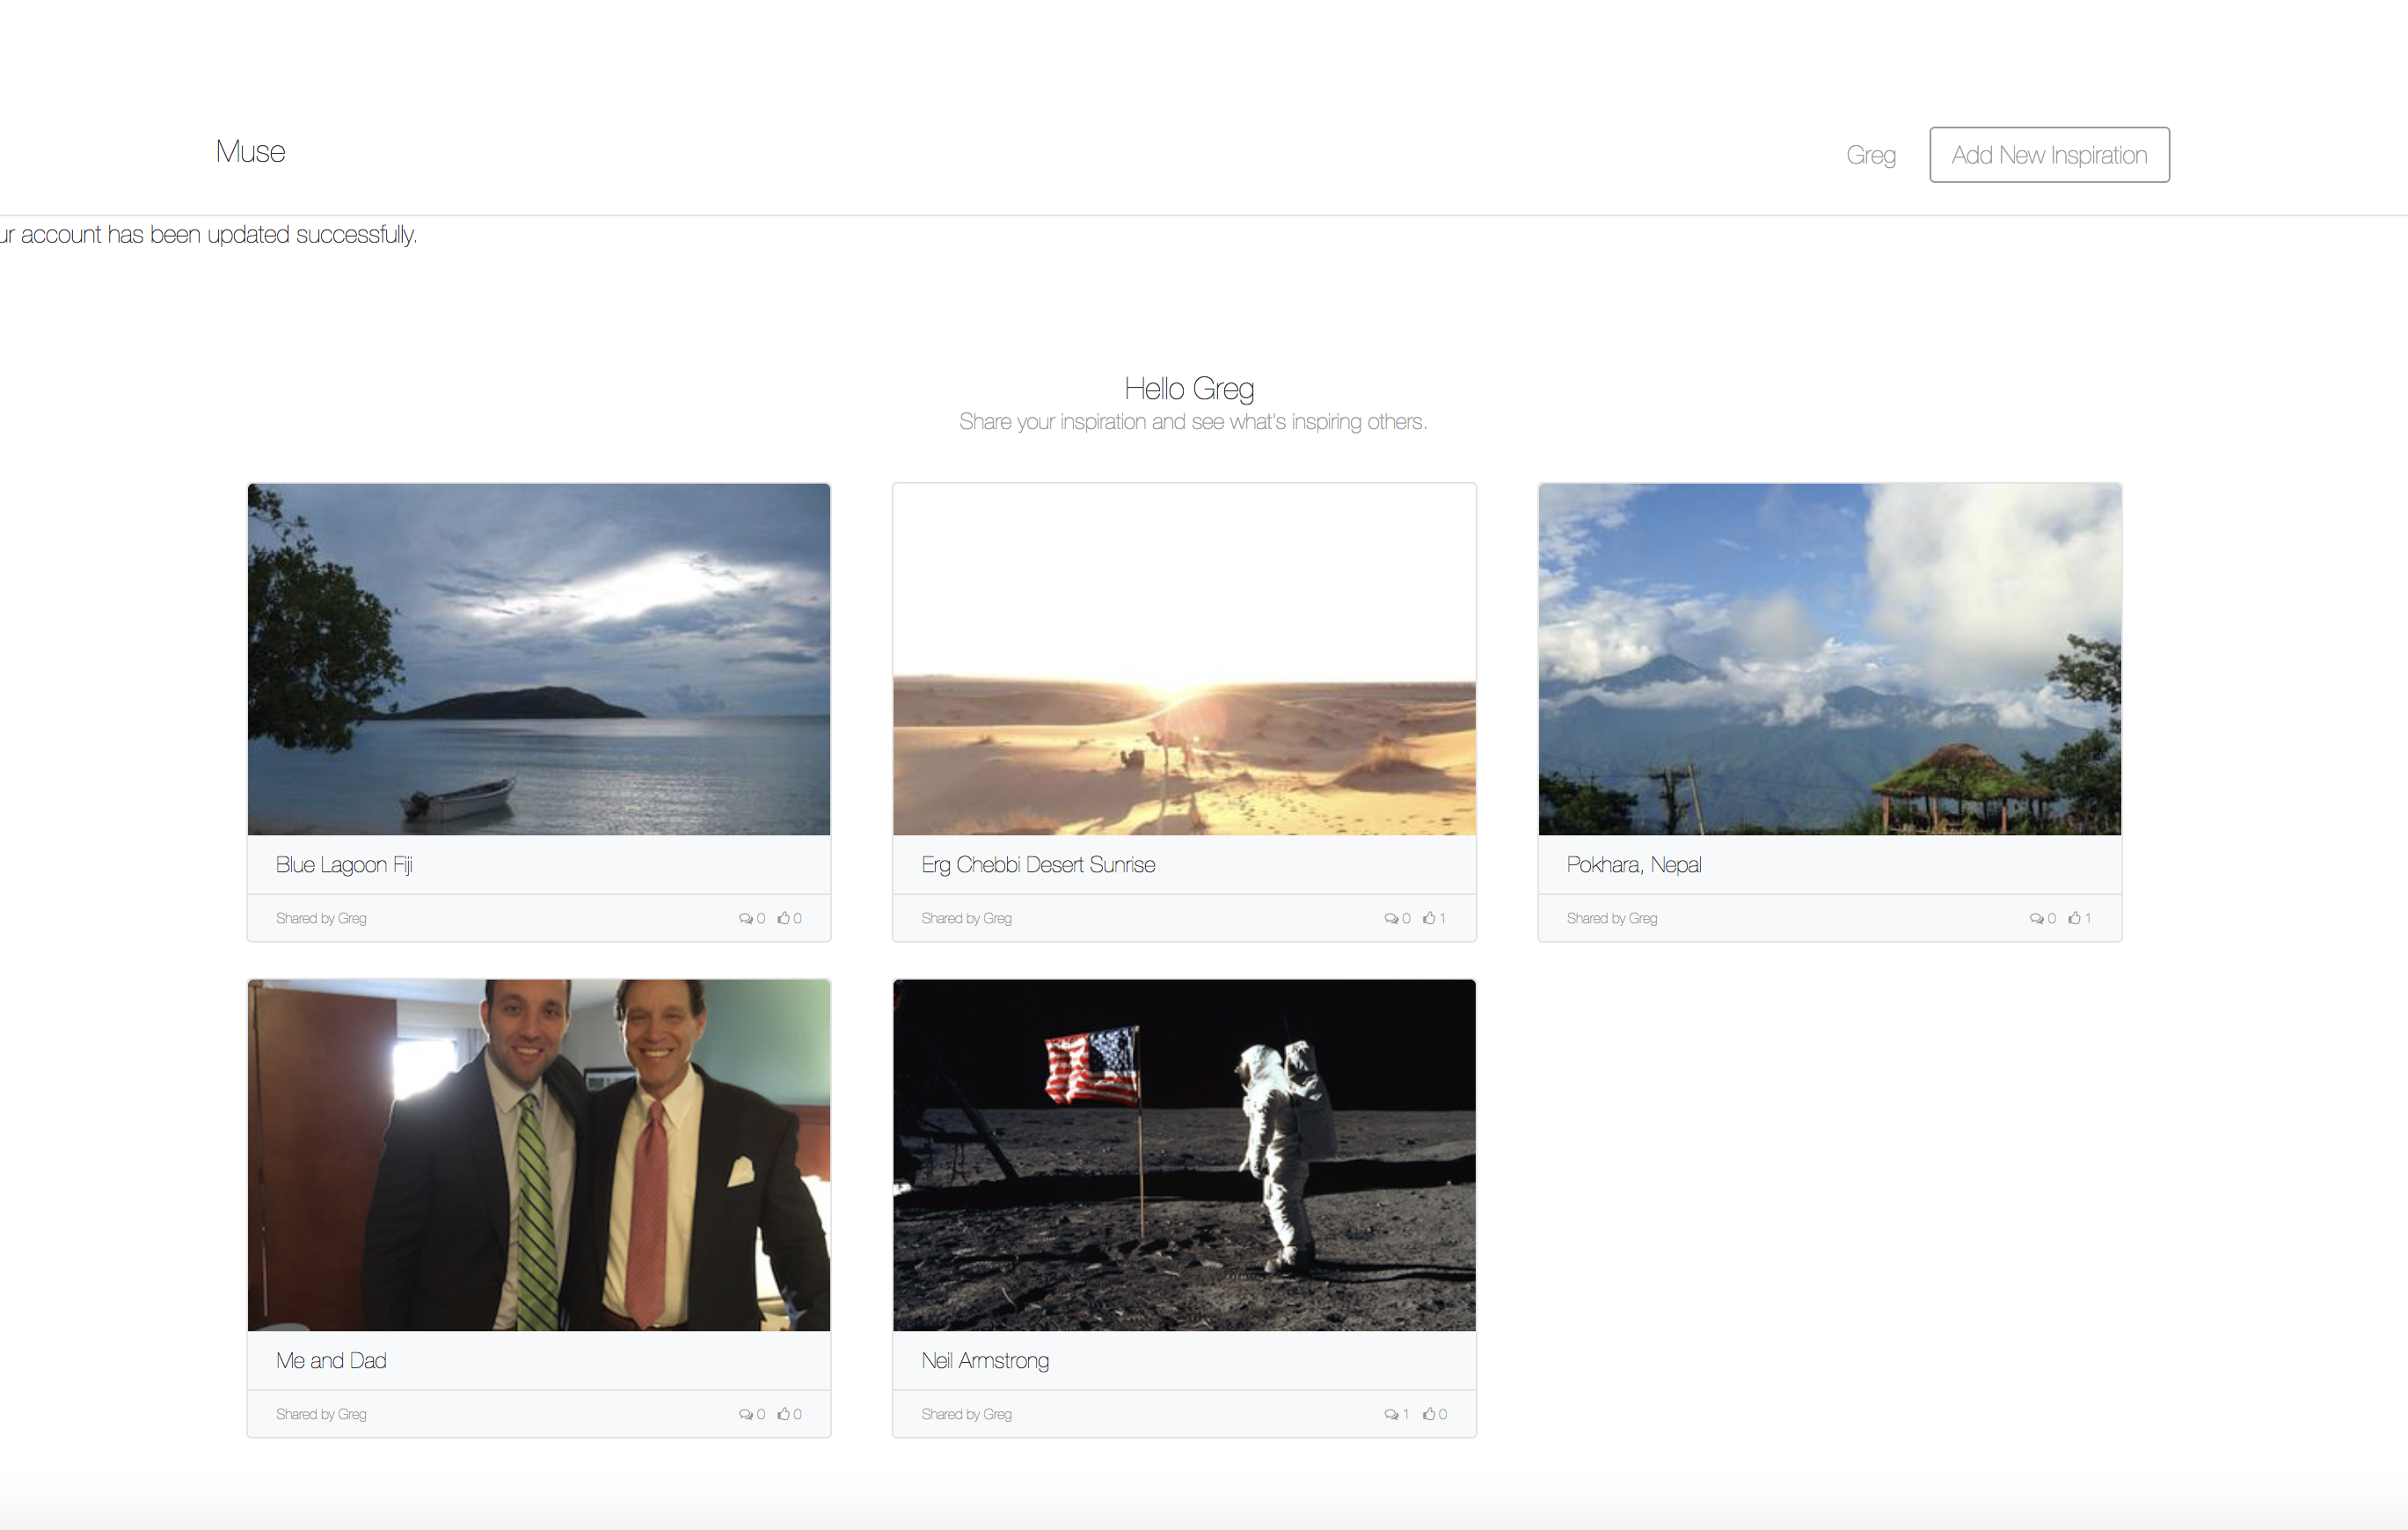 Muse
Greg
Add New Inspiration
ur account has been updated successfully.
Hello Greg
Share your inspiration and see what's inspiring others.
Blue Lagoon Fiji
Shared by Greg
0 0
Erg Chebbi Desert Sunrise
Shared by Greg
0 1
Pokhara, Nepal
Shared by Greg
0 1
Me and Dad
Shared by Greg
0 0
Neil Armstrong
Shared by Greg
1 0